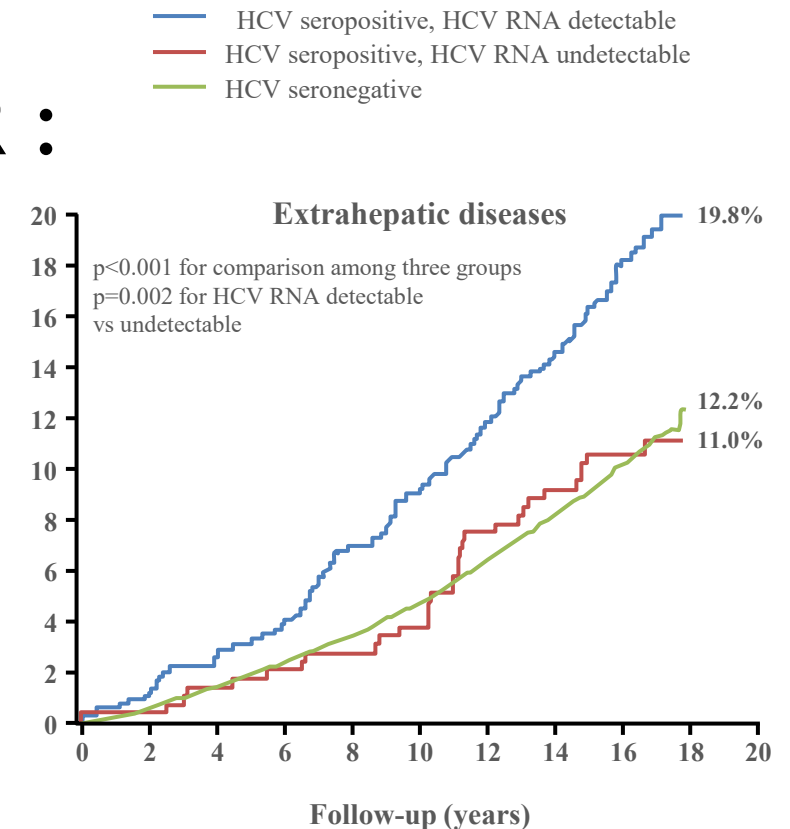 HCV seropositive, HCV RNA detectable
HCV seropositive, HCV RNA undetectable
HCV seronegative
:
Extrahepatic diseases
p<0.001 for comparison among three groups
p=0.002 for HCV RNA detectable
vs undetectable
20
18
16
14
12
10
8
6
4
2
0
19.8%
12.2%
11.0%
0 2 4 6 8 10 12 14 16 18 20
Follow-up (years)